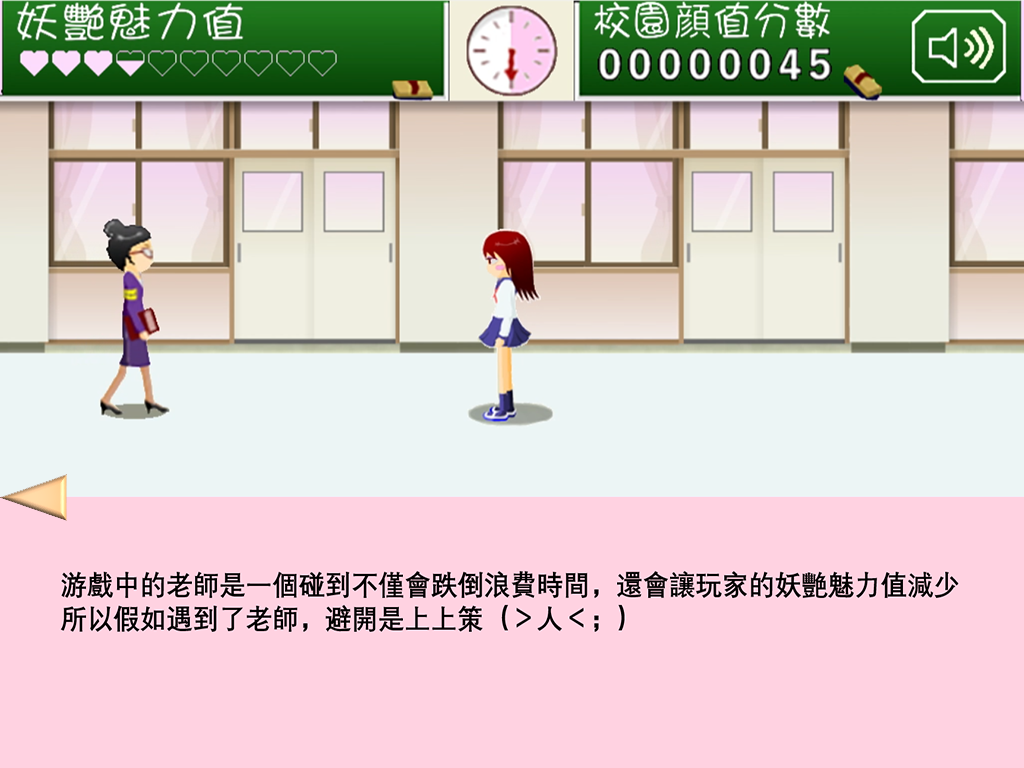 妖艷魅力值
校園顏值分數
00000045
游戲中的老師是一個碰到不僅會跌倒浪費時間，還會讓玩家的妖艷魅力值減少
所以假如遇到了老師，避開是上上策（＞人＜；）